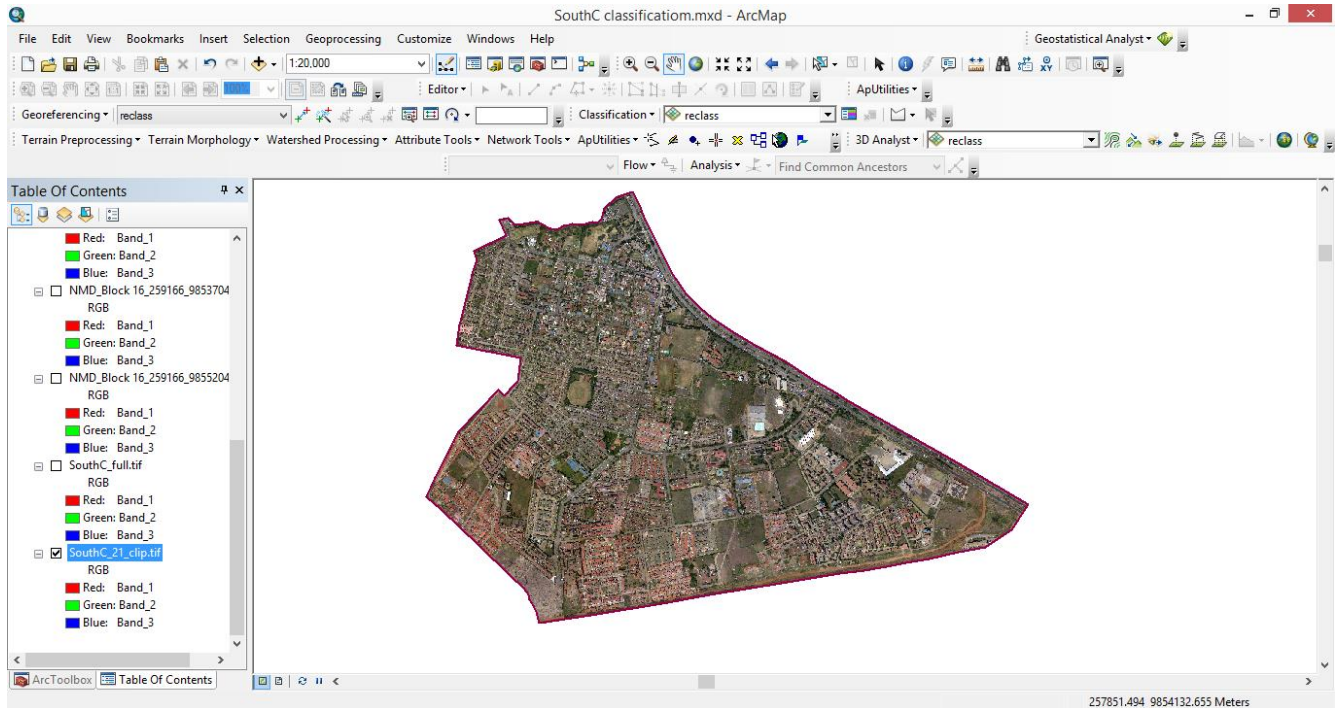 SouthC classificatiom.mxd - ArcMap
File Edit View Bookmarks Insert Selection Geoprocessing Customize Windows Help
Geostatistical Analyst
1:20,000
100%
Editor
ApUtilities
Georeferencing
reclass
Classification
reclass
Terrain Preprocessing Terrain Morphology Watershed Processing Attribute Tools Network Tools ApUtilities
3D Analyst
reclass
Flow
Analysis
Find Common Ancestors
Table Of Contents
Red: Band_1
Green: Band_2
Blue: Band_3
NMD_Block 16_259166_9853704
RGB
Red: Band_1
Green: Band_2
Blue: Band_3
NMD_Block 16_259166_9855204
RGB
Red: Band_1
Green: Band_2
Blue: Band_3
SouthC_full.tif
RGB
Red: Band_1
Green: Band_2
Blue: Band_3
SouthC_21_clip.tif
RGB
Red: Band_1
Green: Band_2
Blue: Band_3
ArcToolbox
Table Of Contents
257851.494 9854132.655 Meters